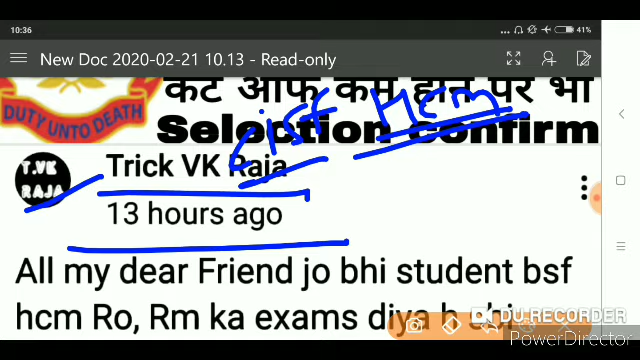 10:36
41%
New Doc 2020-02-21 10.13 - Read-only
कट ऑफ कम होने पर भी
DUTY UNTO DEATH
Selection confirm
cisf Hcm
T.VK
RAJA
Trick VK Raja
13 hours ago
All my dear Friend jo bhi student bsf
hcm Ro, Rm ka exams diya h
DU RECORDER
PowerDirector